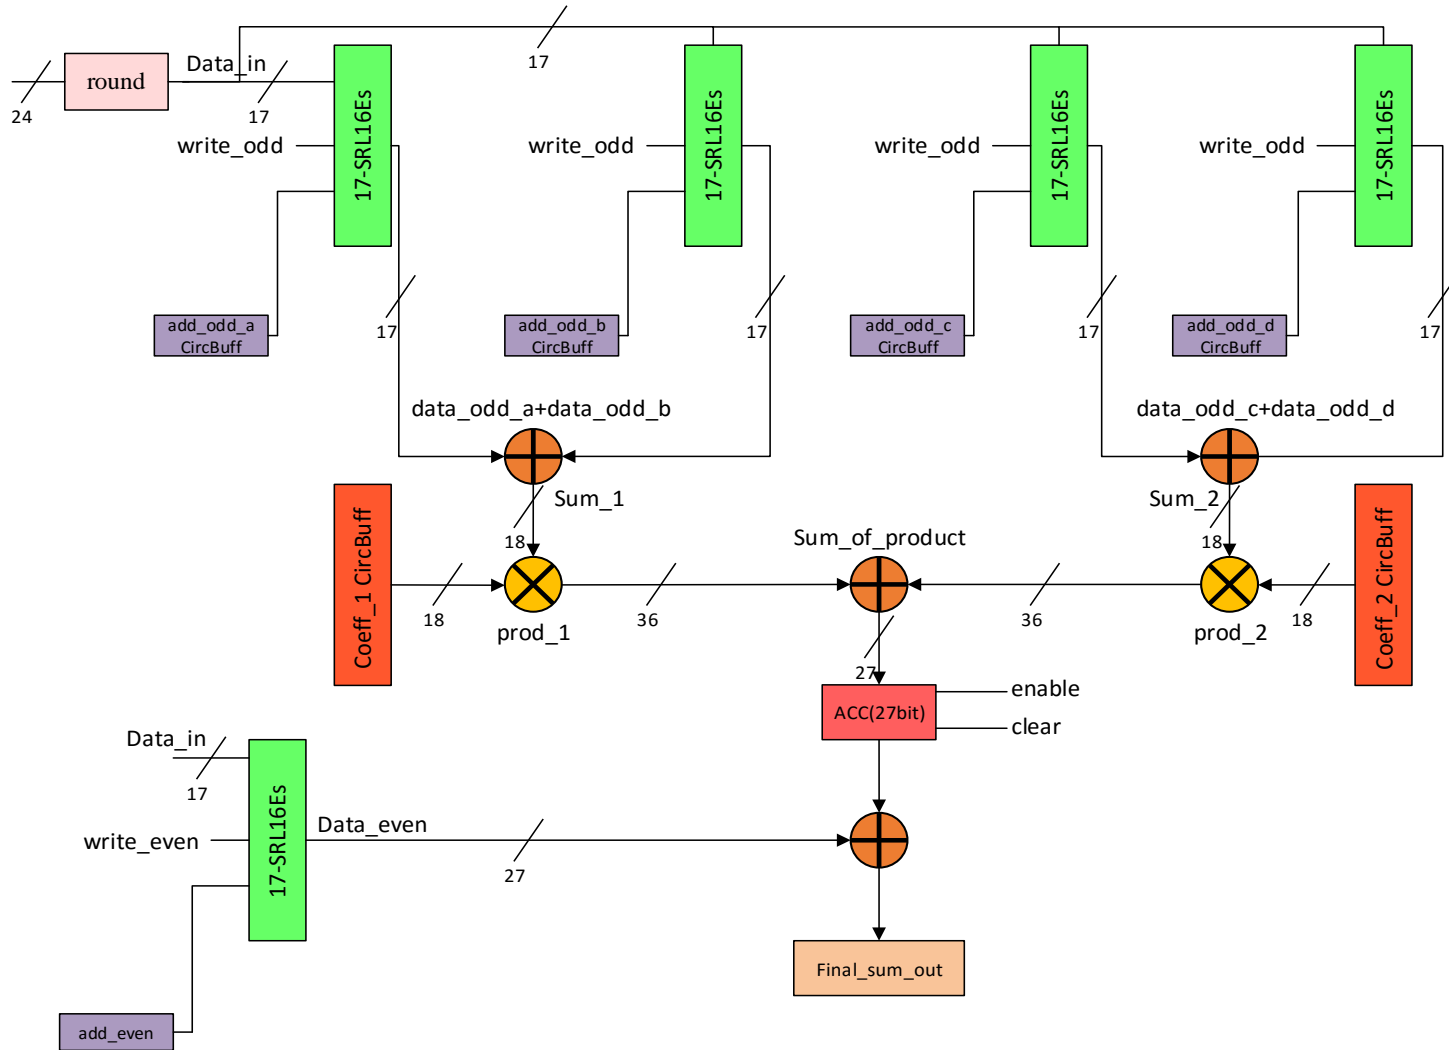 17
Data_in
round
24
17
17-SRL16Es
17-SRL16Es
17-SRL16Es
17-SRL16Es
write_odd
write_odd
write_odd
write_odd
17
17
17
17
add_odd_a
CircBuff
add_odd_b
CircBuff
add_odd_c
CircBuff
add_odd_d
CircBuff
data_odd_a+data_odd_b
data_odd_c+data_odd_d
Sum_1
Sum_2
18
18
Coeff_1 CircBuff
Sum_of_product
Coeff_2 CircBuff
18
36
36
18
prod_1
prod_2
27
ACC(27bit)
enable
clear
Data_in
17
17-SRL16Es
write_even
Data_even
27
Final_sum_out
add_even